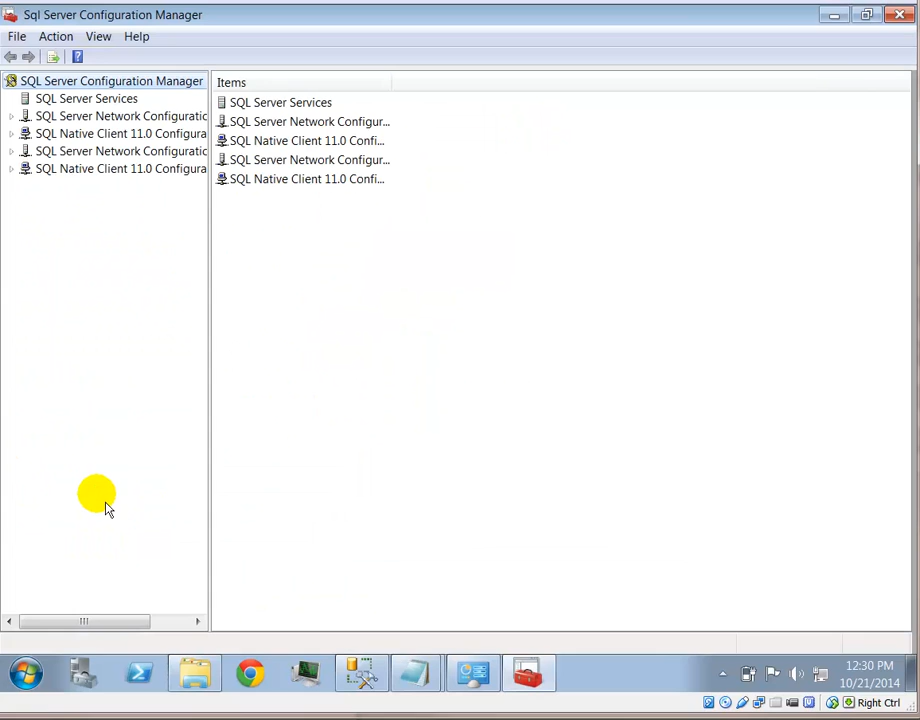 Sql Server Configuration Manager
File Action View Help
SQL Server Configuration Manager
SQL Server Services
SQL Server Network Configuratic
SQL Native Client 11.0 Configura
SQL Server Network Configuratic
SQL Native Client 11.0 Configura
Items
SQL Server Services
SQL Server Network Configur...
SQL Native Client 11.0 Confi...
SQL Server Network Configur...
SQL Native Client 11.0 Confi...
12:30 PM
10/21/2014
Right Ctrl